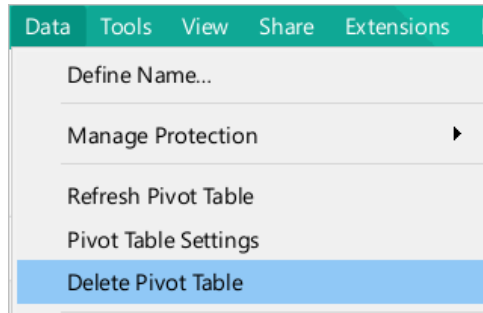 Data Tools View Share Extensions
Define Name...
Manage Protection
Refresh Pivot Table
Pivot Table Settings
Delete Pivot Table